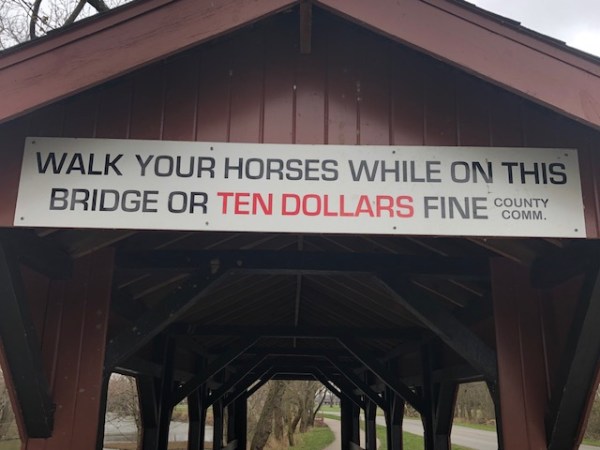 WALK YOUR HORSES WHILE ON THIS
BRIDGE OR TEN DOLLARS FINE COUNTY
COMM.